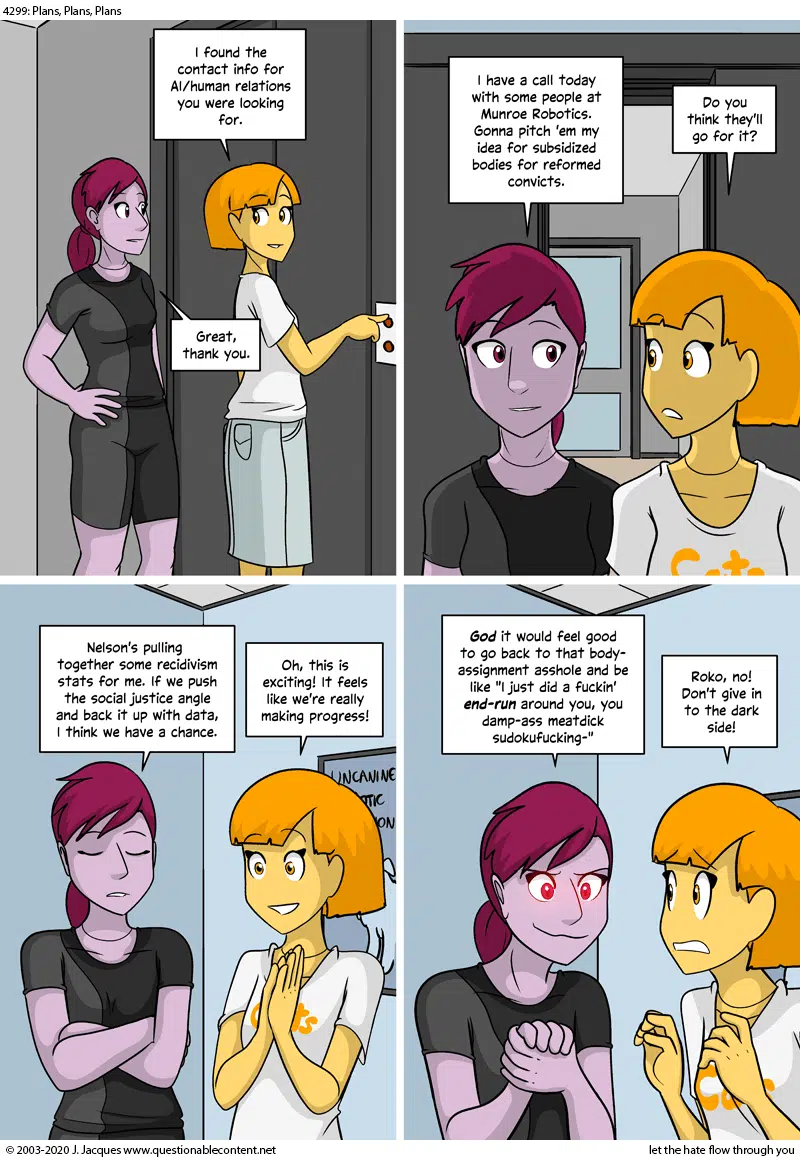 4299: Plans, Plans, Plans
I found the
contact info for
AI/human relations
you were looking
for.
Great,
thank you.
I have a call today
with some people at
Munroe Robotics.
Gonna pitch 'em my
idea for subsidized
bodies for reformed
convicts.
Do you
think they'll
go for it?
Cats
Nelson's pulling
together some recidivism
stats for me. If we push
the social justice angle
and back it up with data,
I think we have a chance.
Oh, this is
exciting! It feels
like we're really
making progress!
UNCANINE
TIC
ON
Cats
God it would feel good
to go back to that body-
assignment asshole and be
like "I just did a fuckin'
end-run around you, you
damp-ass meatdick
sudokufucking-"
Roko, no!
Don't give in
to the dark
side!
Cats
© 2003-2020 J. Jacques www.questionablecontent.net
let the hate flow through you